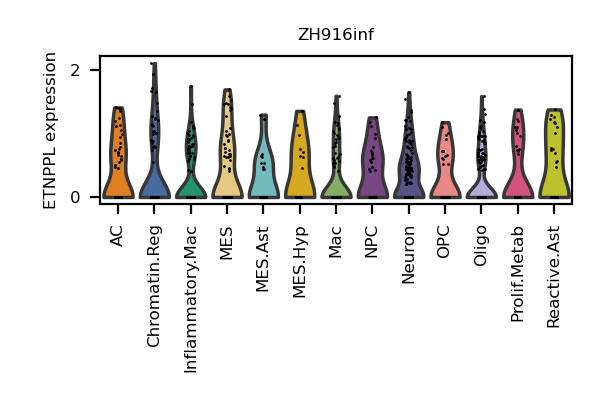 ZH916inf
ETNPPL expression
2
0
AC
Chromatin.Reg
Inflammatory.Mac
MES
MES.Ast
MES.Hyp
Mac
NPC
Neuron
OPC
Oligo
Prolif.Metab
Reactive.Ast